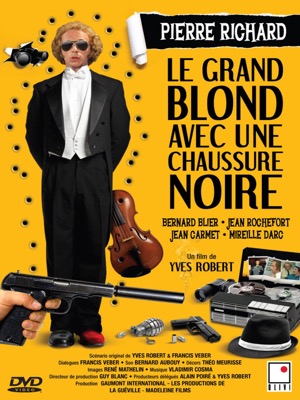 PIERRE RICHARD
LE GRAND
BLOND
AVEC UNE
CHAUSSURE
NOIRE
BERNARD BLIER • JEAN ROCHEFORT
JEAN CARMET • MIREILLE DARC
Un film de
YVES ROBERT
Scénario original de YVES ROBERT & FRANCIS VEBER
Dialogues FRANCIS VEBER • Son BERNARD AUBOUY • Décors THÉO MEURISSE
Images RENÉ MATHELIN • Musique VLADIMIR COSMA
Directeur de production GUY BLANC • Producteurs délégués ALAIN POIRÉ & YVES ROBERT
Production GAUMONT INTERNATIONAL - LES PRODUCTIONS DE
LA GUÉVILLE - MADELEINE FILMS
DVD
VIDEO